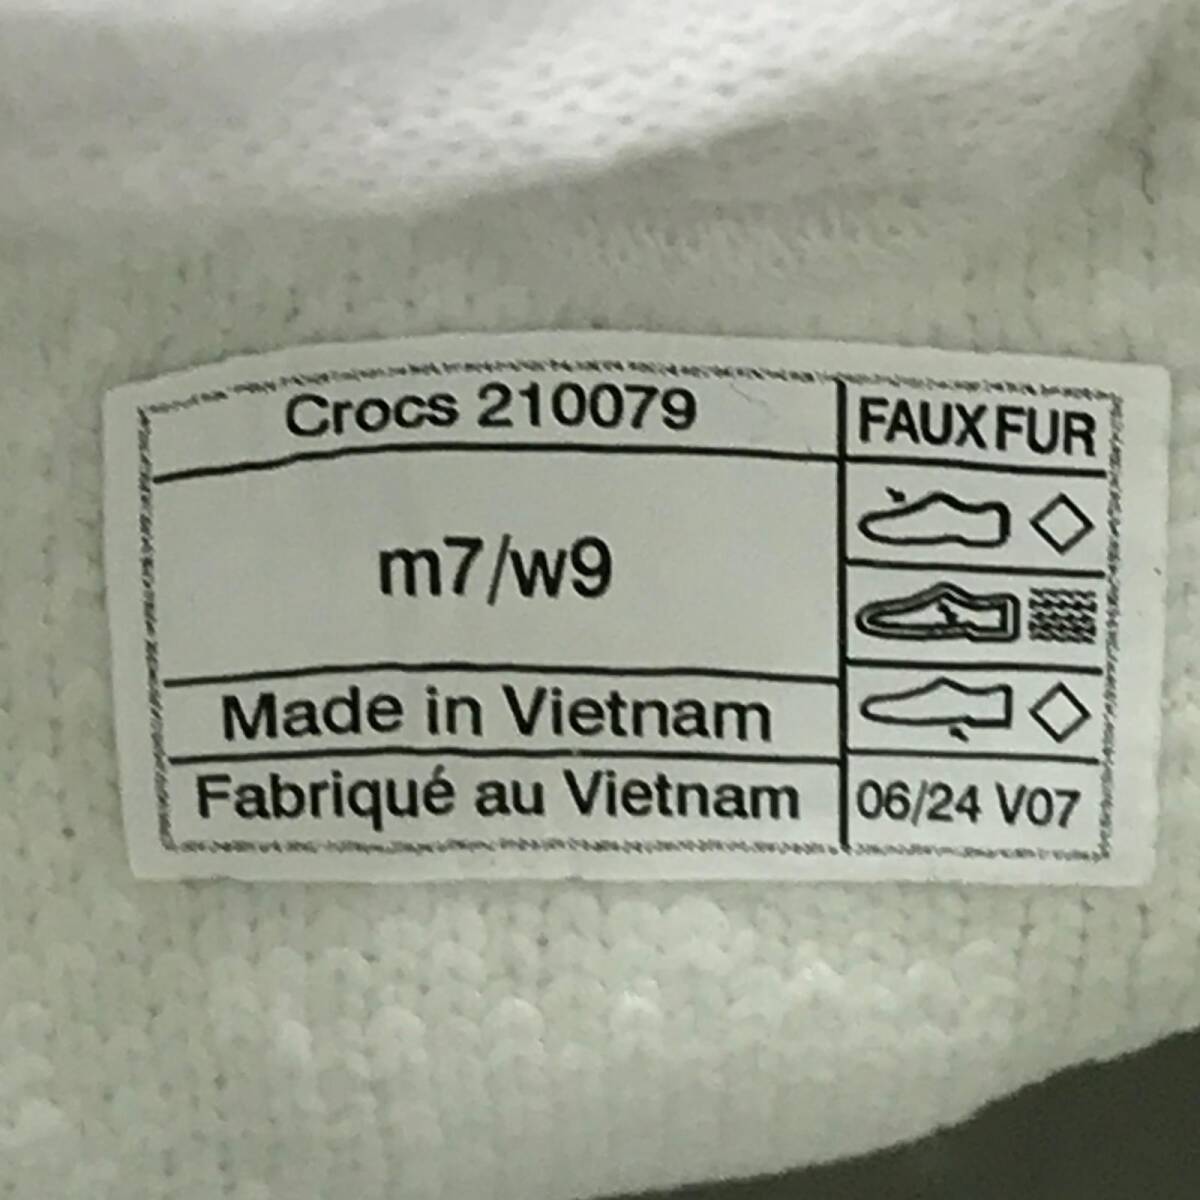 Crocs 210079
FAUX FUR
m7/w9
Made in Vietnam
Fabriqué au Vietnam
06/24 V07